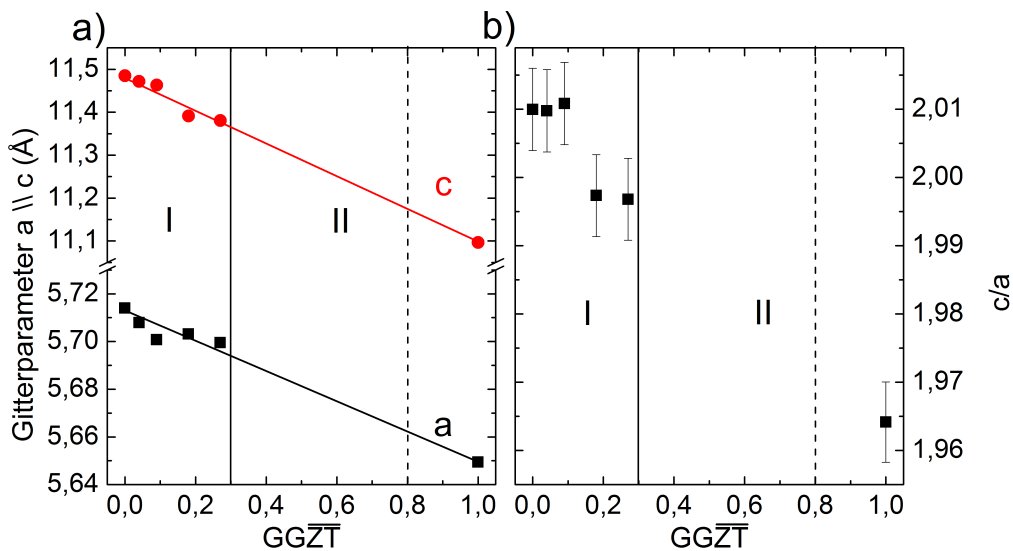 a)
Gitterparameter a \\ c (Å)
11,5
11,4
11,3
11,2
11,1
5,72
5,70
5,68
5,66
5,64
c
I
II
a
0,0 0,2 0,4 0,6 0,8 1,0
GGZT
b)
c/a
2,01
2,00
1,99
1,98
1,97
1,96
I
II
0,0 0,2 0,4 0,6 0,8 1,0
GGZT